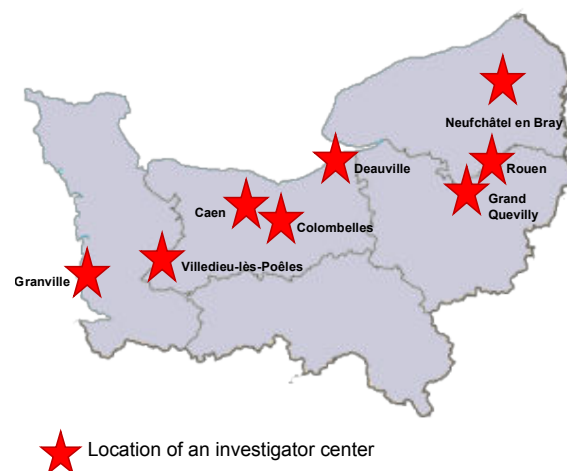 Neufchâtel en Bray
Deauville
Rouen
Grand
Quevilly
Caen
Colombelles
Villedieu-lès-Poêles
Granville
Location of an investigator center